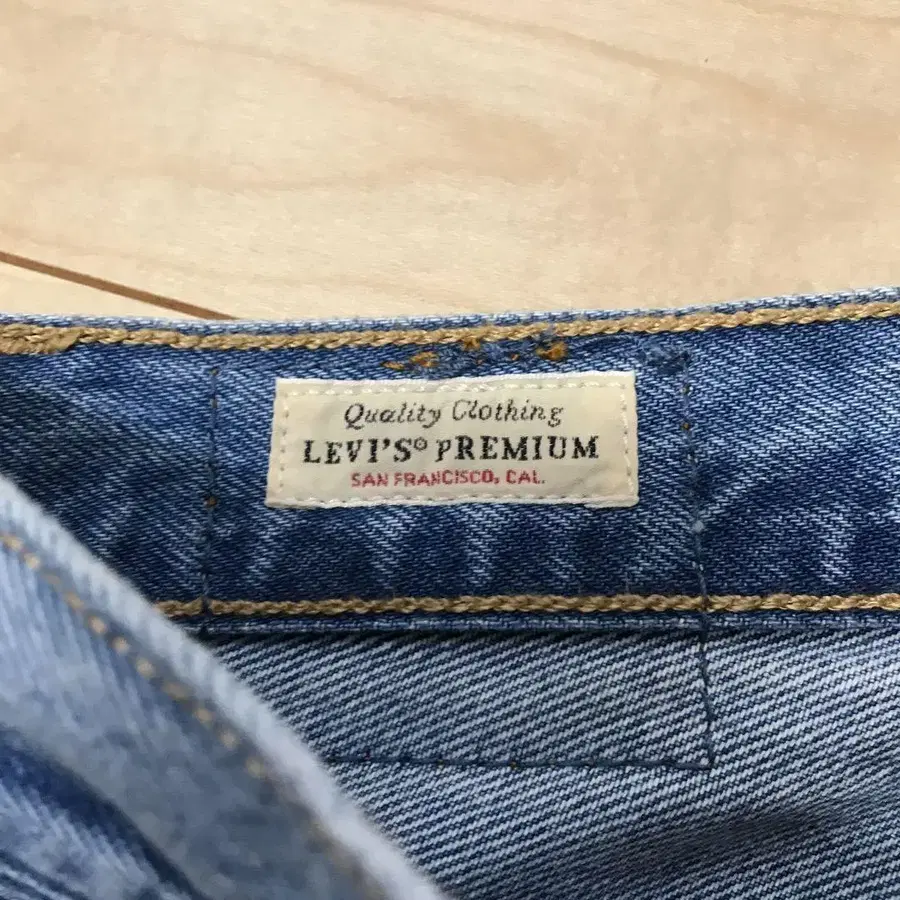 Quality Clothing
LEVI'S® PREMIUM
SAN FRANCISCO, CAL.